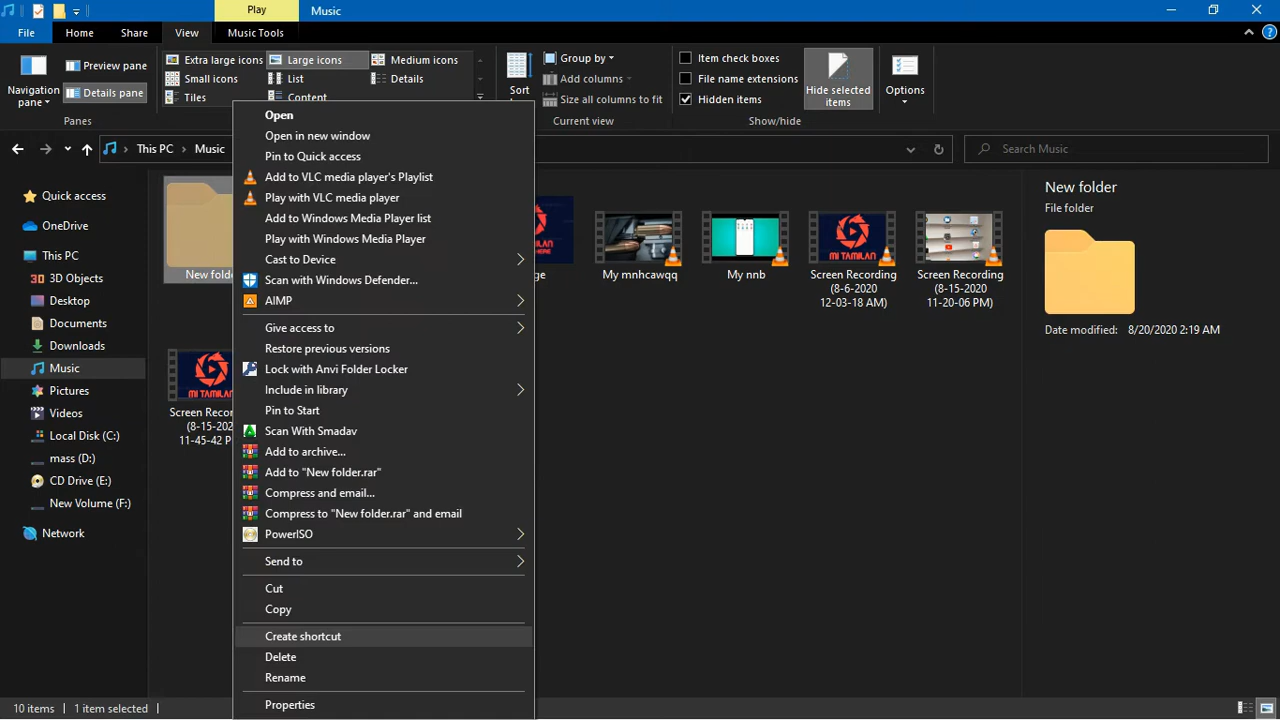 Play
Music
File
Home
Share
View
Music Tools
Navigation
pane
Preview pane
Details pane
Panes
Extra large icons
Large icons
Medium icons
Small icons
List
Details
Tiles
Content
Sort
Group by
Add columns
Size all columns to fit
Current view
Item check boxes
File name extensions
Hidden items
Hide selected
items
Show/hide
Options
This PC
Music
Search Music
Quick access
OneDrive
This PC
3D Objects
Desktop
Documents
Downloads
Music
Pictures
Videos
Local Disk (C:)
mass (D:)
CD Drive (E:)
New Volume (F:)
Network
Open
Open in new window
Pin to Quick access
Add to VLC media player's Playlist
Play with VLC media player
Add to Windows Media Player list
Play with Windows Media Player
Cast to Device
Scan with Windows Defender...
AIMP
Give access to
Restore previous versions
Lock with Anvi Folder Locker
Include in library
Pin to Start
Scan With Smadav
Add to archive...
Add to "New folder.rar"
Compress and email...
Compress to "New folder.rar" and email
PowerISO
Send to
Cut
Copy
Create shortcut
Delete
Rename
Properties
My mnhcawqq
My nnb
MI TAMILAN
Screen Recording
(8-6-2020
12-03-18 AM)
Screen Recording
(8-15-2020
11-20-06 PM)
MI TAMILAN
(8-15-202
11-45-42 P
New folder
File folder
Date modified: 8/20/2020 2:19 AM
10 items
1 item selected